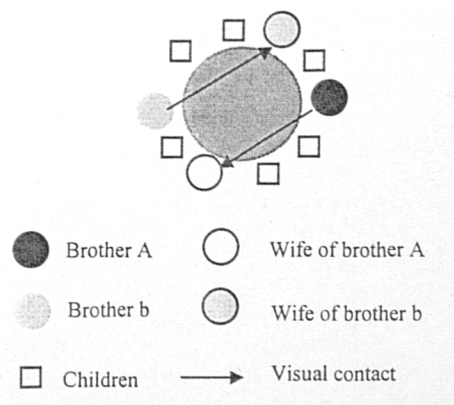 Brother A
Wife of brother A
Brother b
Wife of brother b
Children
Visual contact